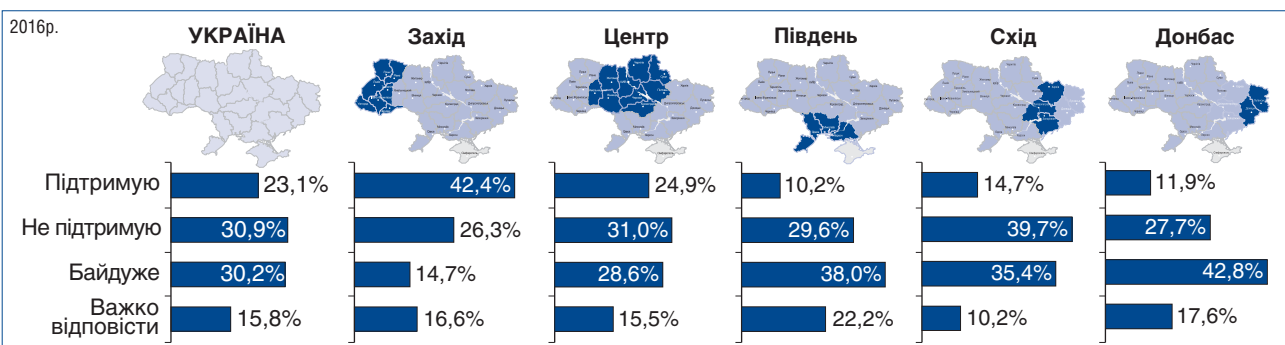 2016р.
УКРАЇНА Захід Центр Південь Схід Донбас
Підтримую 23,1% 42,4% 24,9% 10,2% 14,7% 11,9%
Не підтримую 30,9% 26,3% 31,0% 29,6% 39,7% 27,7%
Байдуже 30,2% 14,7% 28,6% 38,0% 35,4% 42,8%
Важко
відповісти 15,8% 16,6% 15,5% 22,2% 10,2% 17,6%